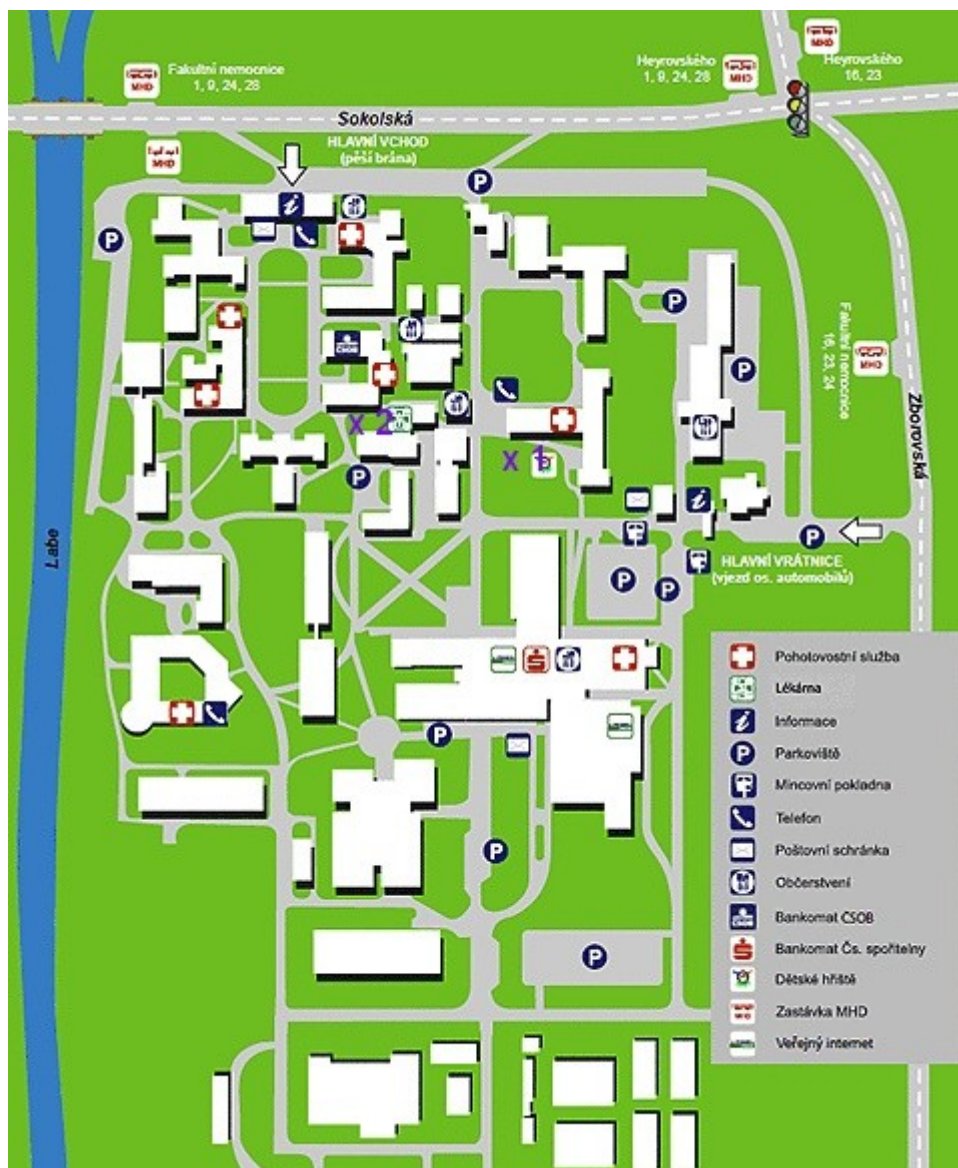 Fakultní nemocnice
1, 9, 24, 28
MHD
Heyrovského
1, 9, 24, 28
MHD
MHD
Heyrovského
16, 23
Sokolská
HLAVNÍ VCHOD
(pěší brána)
MHD
P
i
P
P
Fakultní nemocnice
16, 23, 24
MHD
ČSOB
P
Zborovská
X 2
X 1
P
i
P
Labe
HLAVNÍ VRÁTNICE
(vjezd os. automobilů)
P
P
P
P
P
Pohotovostní služba
Lékárna
i Informace
P Parkoviště
Mincovní pokladna
Telefon
Poštovní schránka
Občerstvení
ČSOB Bankomat ČSOB
Bankomat Čs. spořitelny
Dětské hřiště
Zastávka MHD
Veřejný internet